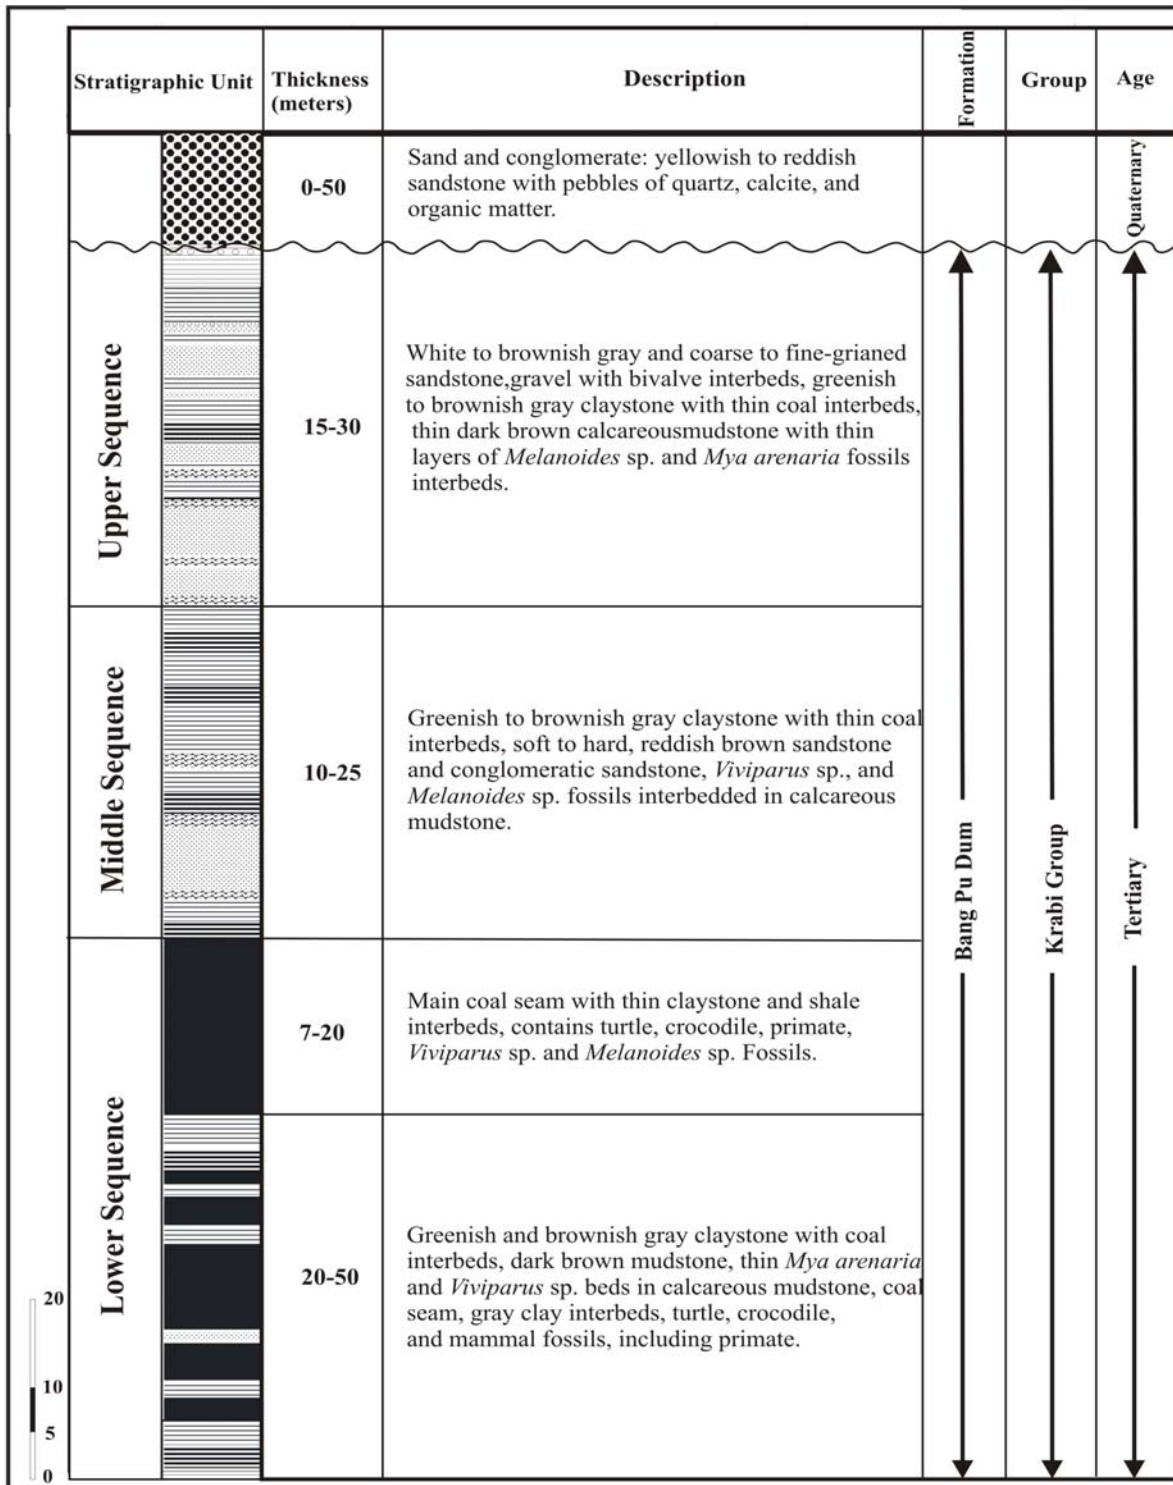 Stratigraphic Unit
Thickness
(meters)
Description
Formation
Group
Age
0-50
Sand and conglomerate: yellowish to reddish
sandstone with pebbles of quartz, calcite, and
organic matter.
Quaternary
Upper Sequence
15-30
White to brownish gray and coarse to fine-grianed
sandstone,gravel with bivalve interbeds, greenish
to brownish gray claystone with thin coal interbeds,
thin dark brown calcareousmudstone with thin
layers of Melanoides sp. and Mya arenaria fossils
interbeds.
Middle Sequence
10-25
Greenish to brownish gray claystone with thin coal
interbeds, soft to hard, reddish brown sandstone
and conglomeratic sandstone, Viviparus sp., and
Melanoides sp. fossils interbedded in calcareous
mudstone.
Bang Pu Dum
Krabi Group
Tertiary
Lower Sequence
7-20
Main coal seam with thin claystone and shale
interbeds, contains turtle, crocodile, primate,
Viviparus sp. and Melanoides sp. Fossils.
20-50
Greenish and brownish gray claystone with coal
interbeds, dark brown mudstone, thin Mya arenaria
and Viviparus sp. beds in calcareous mudstone, coal
seam, gray clay interbeds, turtle, crocodile,
and mammal fossils, including primate.
20
10
5
0